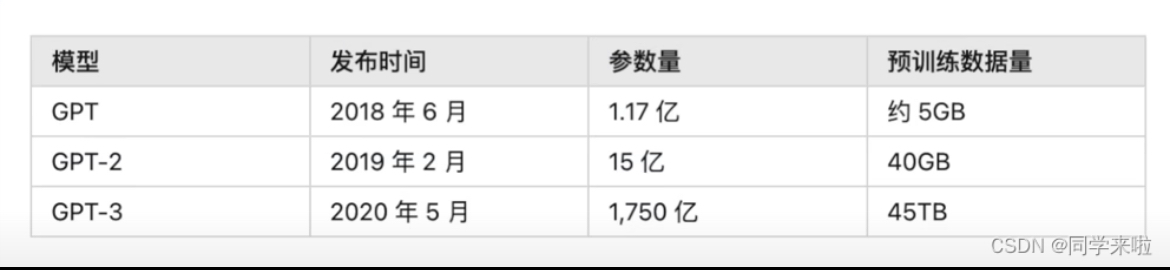 模型 发布时间 参数量 预训练数据量
GPT 2018 年 6 月 1.17 亿 约 5GB
GPT-2 2019 年 2 月 15 亿 40GB
GPT-3 2020 年 5 月 1,750 亿 45TB
CSDN @同学来啦